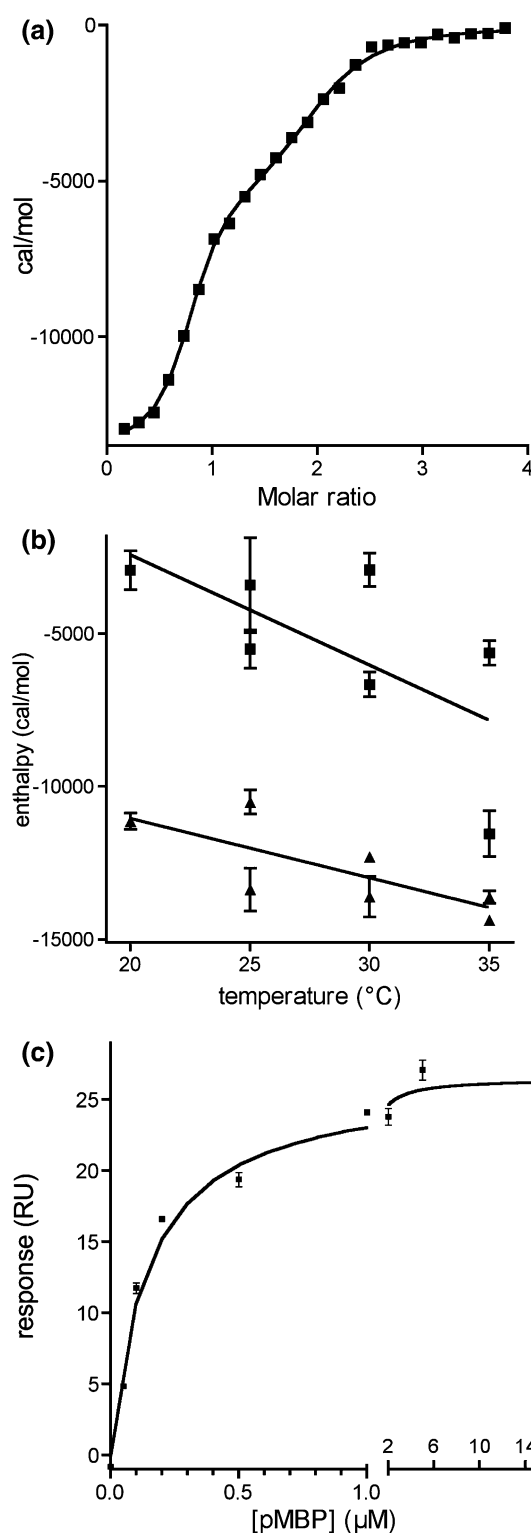 (a)
0
-5000
-10000
cal/mol
0 1 2 3 4
Molar ratio
(b)
-5000
-10000
-15000
enthalpy (cal/mol)
20 25 30 35
temperature (°C)
(c)
25
20
15
10
5
0
response (RU)
2 6 10 14
0.0 0.5 1.0
[pMBP] (µM)